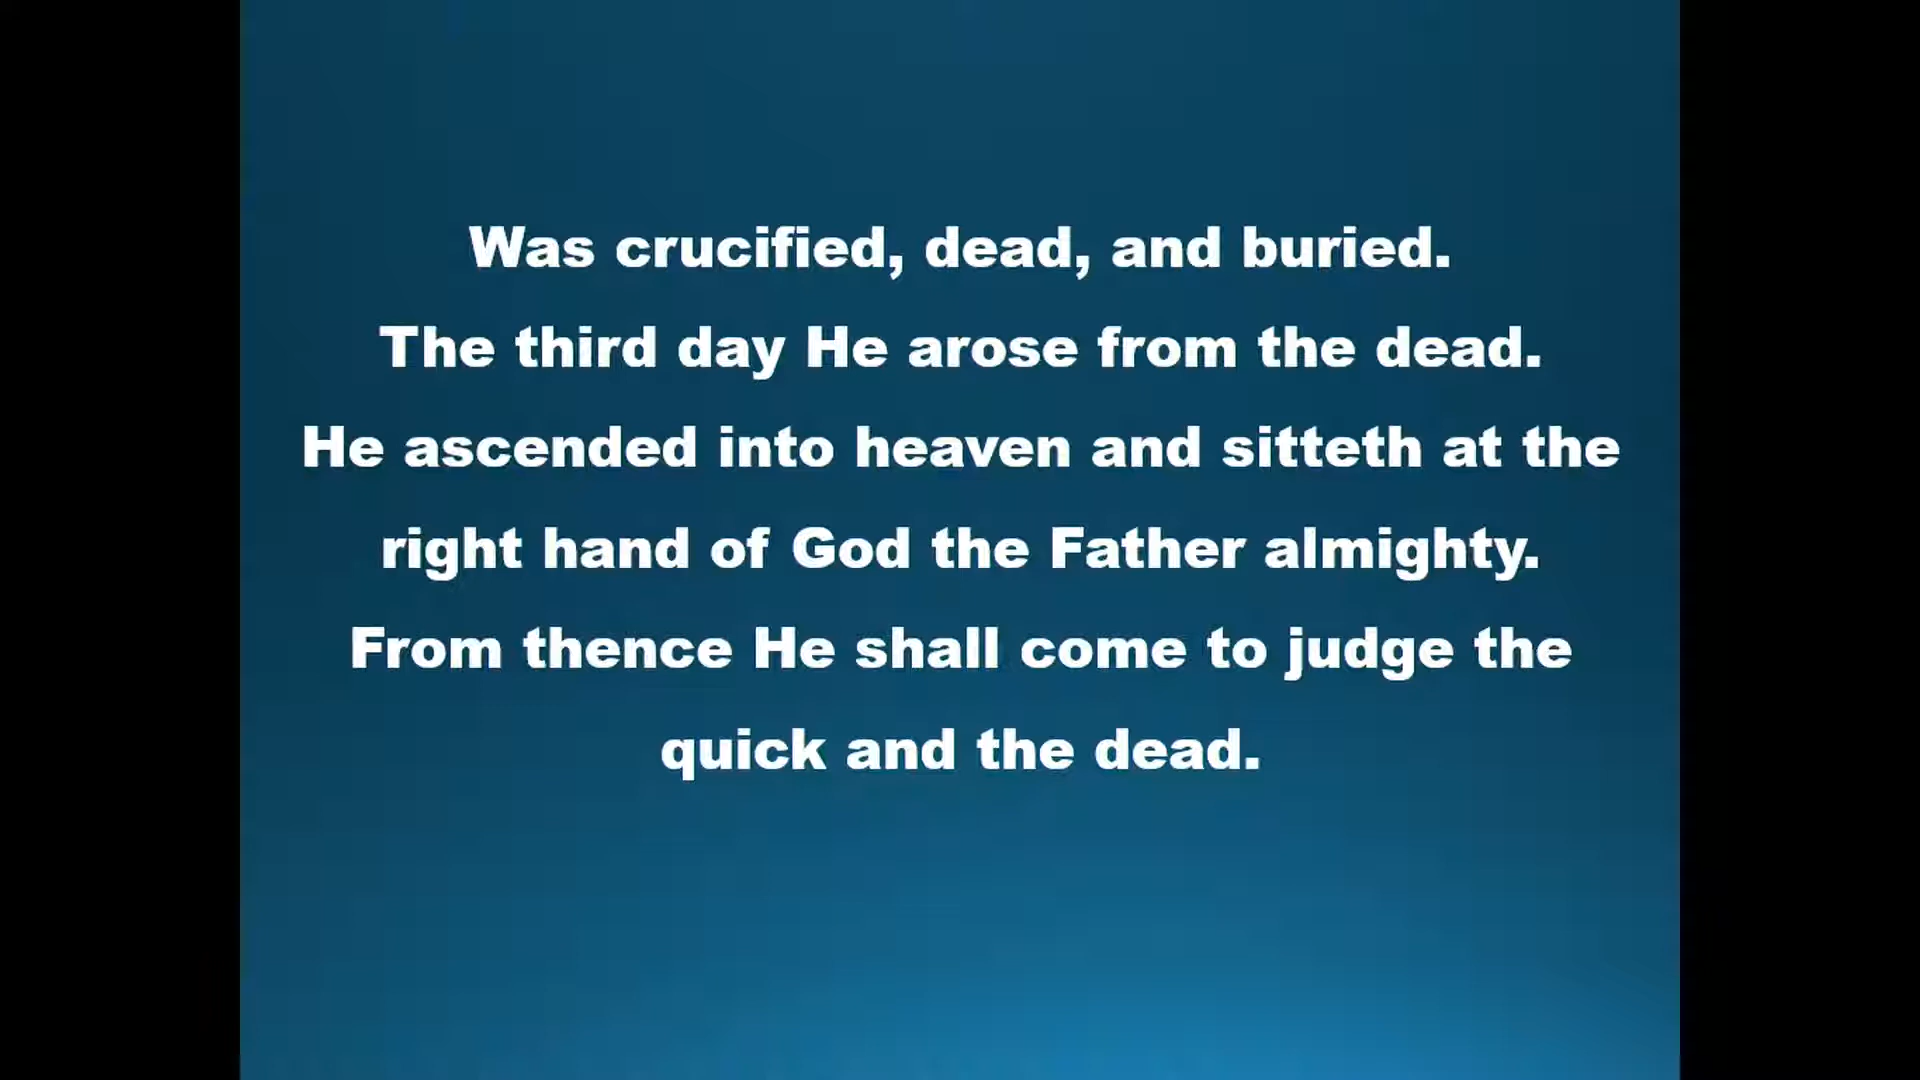 Was crucified, dead, and buried.
The third day He arose from the dead.
He ascended into heaven and sitteth at the
right hand of God the Father almighty.
From thence He shall come to judge the
quick and the dead.